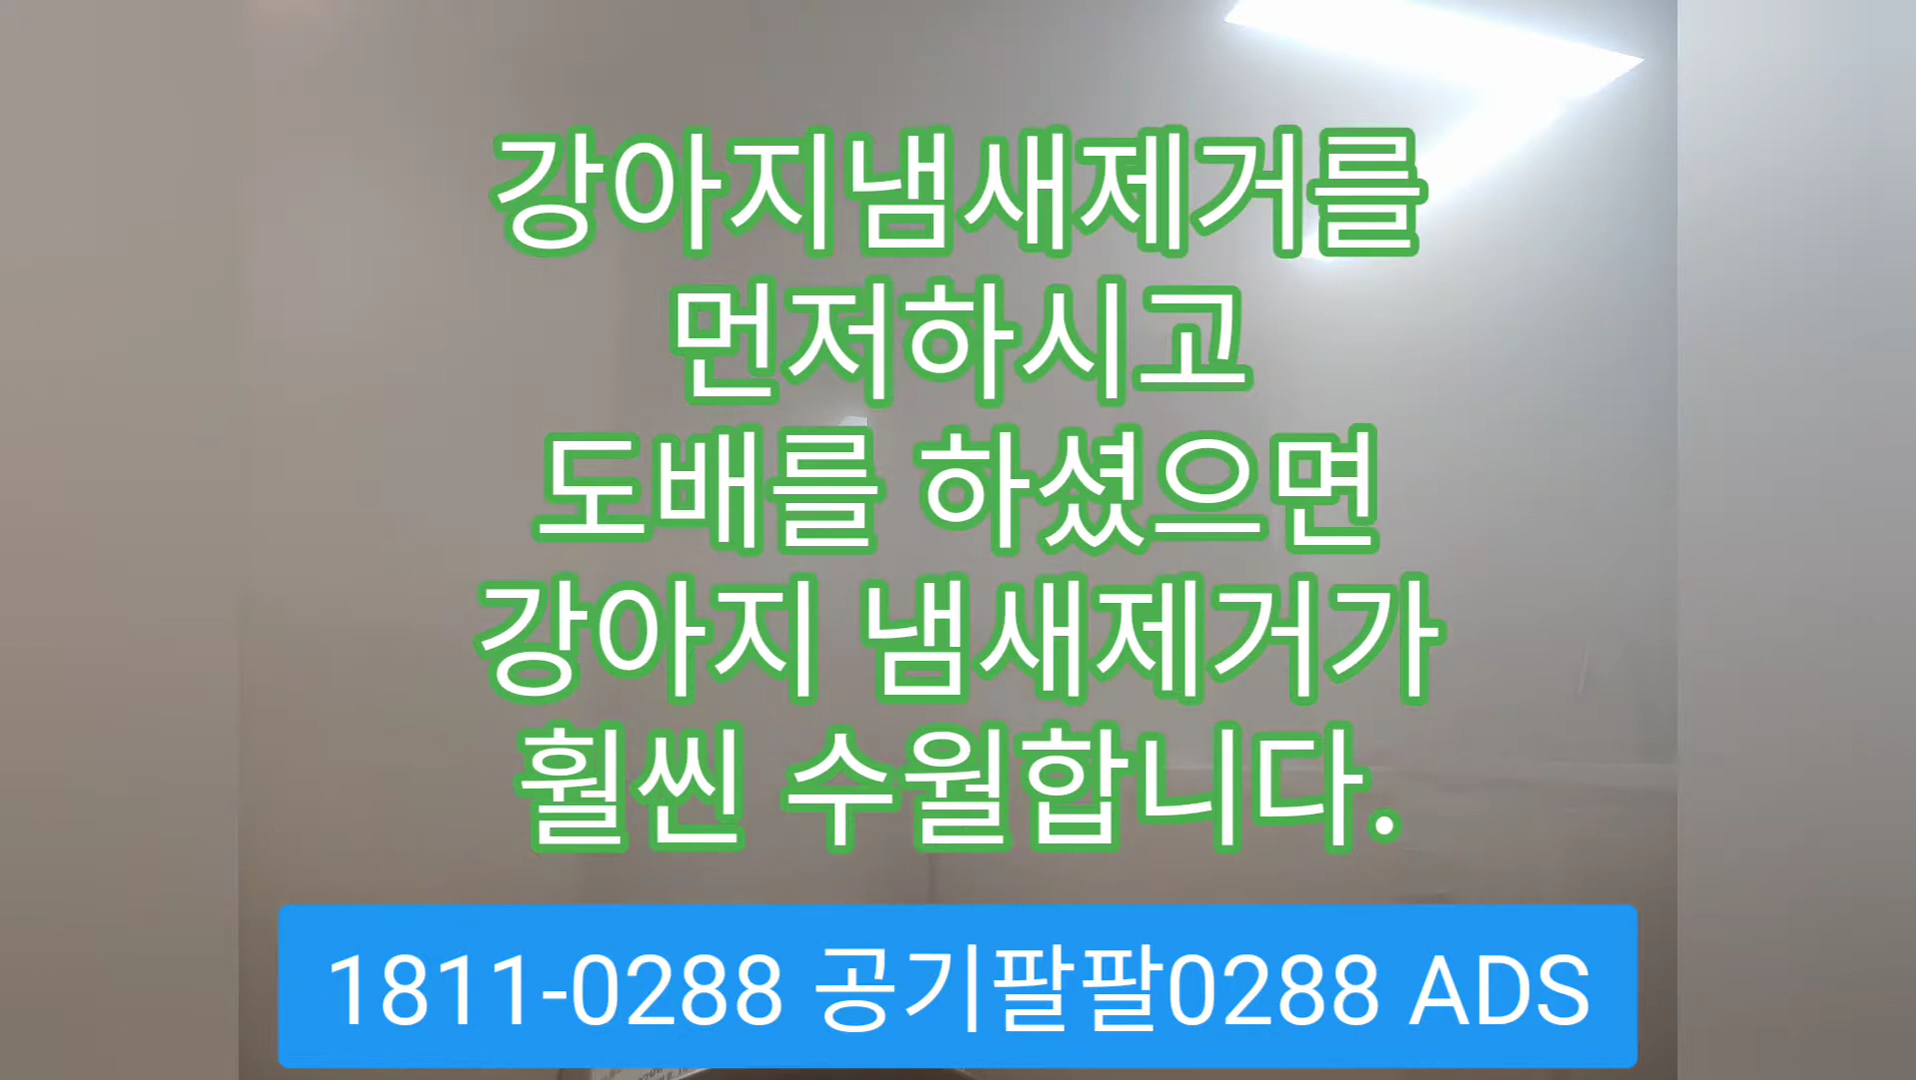 강아지냄새제거를
먼저하시고
도배를 하셨으면
강아지 냄새제거가
훨씬 수월합니다.
1811-0288 공기팔팔0288 ADS